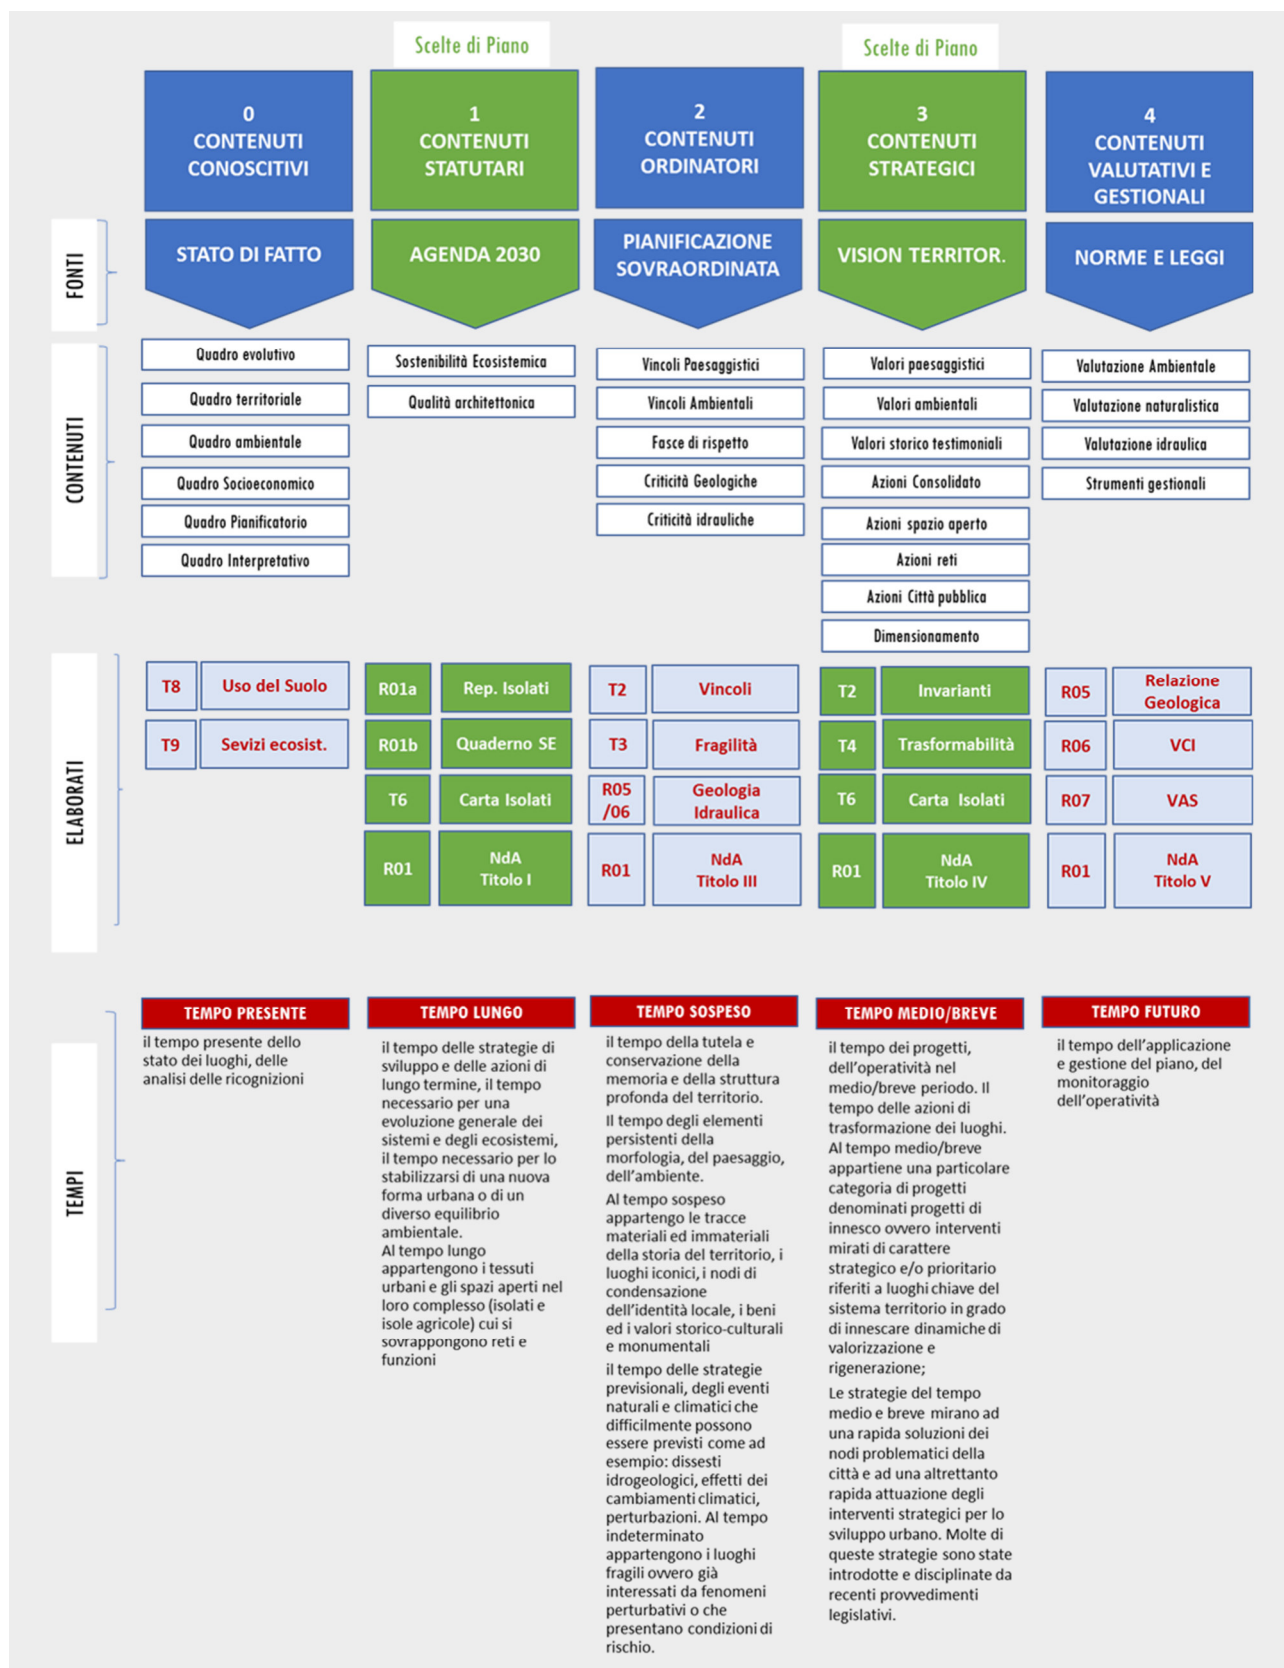 Scelte di Piano
Scelte di Piano
0
CONTENUTI
CONOSCITIVI
1
CONTENUTI
STATUTARI
2
CONTENUTI
ORDINATORI
3
CONTENUTI
STRATEGICI
4
CONTENUTI
VALUTATIVI E
GESTIONALI
FONTI
STATO DI FATTO
AGENDA 2030
PIANIFICAZIONE
SOVRAORDINATA
VISION TERRITOR.
NORME E LEGGI
CONTENUTI
Quadro evolutivo
Quadro territoriale
Quadro ambientale
Quadro Socioeconomico
Quadro Pianificatorio
Quadro Interpretativo
Sostenibilità Ecosistemica
Qualità architettonica
Vincoli Paesaggistici
Vincoli Ambientali
Fasce di rispetto
Criticità Geologiche
Criticità idrauliche
Valori paesaggistici
Valori ambientali
Valori storico testimoniali
Azioni Consolidato
Azioni spazio aperto
Azioni reti
Azioni Città pubblica
Dimensionamento
Valutazione Ambientale
Valutazione naturalistica
Valutazione idraulica
Strumenti gestionali
ELABORATI
T8
Uso del Suolo
T9
Sevizi ecosist.
R01a
Rep. Isolati
R01b
Quaderno SE
T6
Carta Isolati
R01
NdA
Titolo I
T2
Vincoli
T3
Fragilità
R05
/06
Geologia
Idraulica
R01
NdA
Titolo III
T2
Invarianti
T4
Trasformabilità
T6
Carta Isolati
R01
NdA
Titolo IV
R05
Relazione
Geologica
R06
VCI
R07
VAS
R01
NdA
Titolo V
TEMPI
TEMPO PRESENTE
il tempo presente dello
stato dei luoghi, delle
analisi delle ricognizioni
TEMPO LUNGO
il tempo delle strategie di
sviluppo e delle azioni di
lungo termine, il tempo
necessario per una
evoluzione generale dei
sistemi e degli ecosistemi,
il tempo necessario per lo
stabilizzarsi di una nuova
forma urbana o di un
diverso equilibrio
ambientale.
Al tempo lungo
appartengono i tessuti
urbani e gli spazi aperti nel
loro complesso (isolati e
isole agricole) cui si
sovrappongono reti e
funzioni
TEMPO SOSPESO
il tempo della tutela e
conservazione della
memoria e della struttura
profonda del territorio.
Il tempo degli elementi
persistenti della
morfologia, del paesaggio,
dell'ambiente.
Al tempo sospeso
appartengo le tracce
materiali ed immateriali
della storia del territorio, i
luoghi iconici, i nodi di
condensazione
dell'identità locale, i beni
ed i valori storico-culturali
e monumentali
il tempo delle strategie
previsionali, degli eventi
naturali e climatici che
difficilmente possono
essere previsti come ad
esempio: dissesti
idrogeologici, effetti dei
cambiamenti climatici,
perturbazioni. Al tempo
indeterminato
appartengono i luoghi
fragili ovvero già
interessati da fenomeni
perturbativi o che
presentano condizioni di
rischio.
TEMPO MEDIO/BREVE
il tempo dei progetti,
dell'operatività nel
medio/breve periodo. Il
tempo delle azioni di
trasformazione dei luoghi.
Al tempo medio/breve
appartiene una particolare
categoria di progetti
denominati progetti di
innesco ovvero interventi
mirati di carattere
strategico e/o prioritario
riferiti a luoghi chiave del
sistema territorio in grado
di innescare dinamiche di
valorizzazione e
rigenerazione;
Le strategie del tempo
medio e breve mirano ad
una rapida soluzioni dei
nodi problematici della
città e ad una altrettanto
rapida attuazione degli
interventi strategici per lo
sviluppo urbano. Molte di
queste strategie sono state
introdotte e disciplinate da
recenti provvedimenti
legislativi.
TEMPO FUTURO
il tempo dell'applicazione
e gestione del piano, del
monitoraggio
dell'operatività